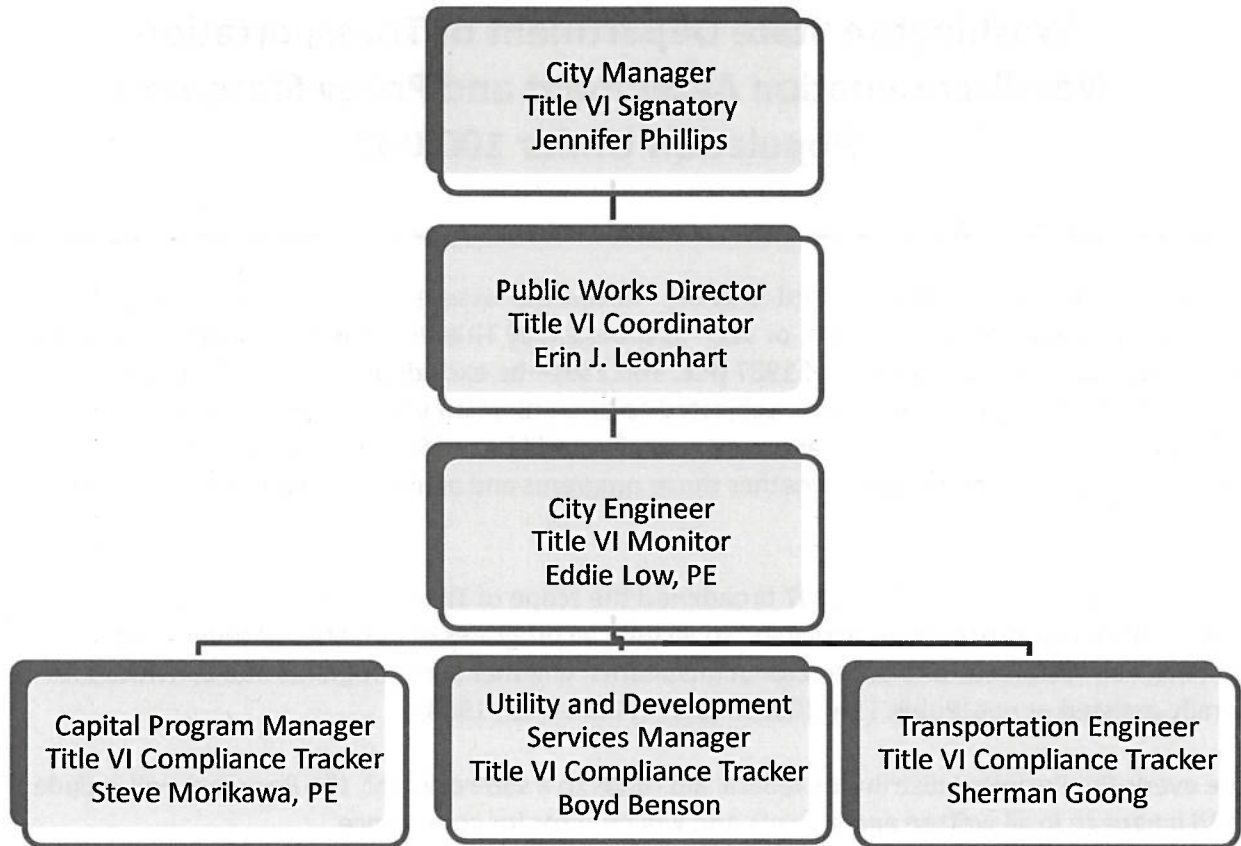 City Manager
Title VI Signatory
Jennifer Phillips
Public Works Director
Title VI Coordinator
Erin J. Leonhart
City Engineer
Title VI Monitor
Eddie Low, PE
Capital Program Manager
Title VI Compliance Tracker
Steve Morikawa, PE
Utility and Development
Services Manager
Title VI Compliance Tracker
Boyd Benson
Transportation Engineer
Title VI Compliance Tracker
Sherman Goong